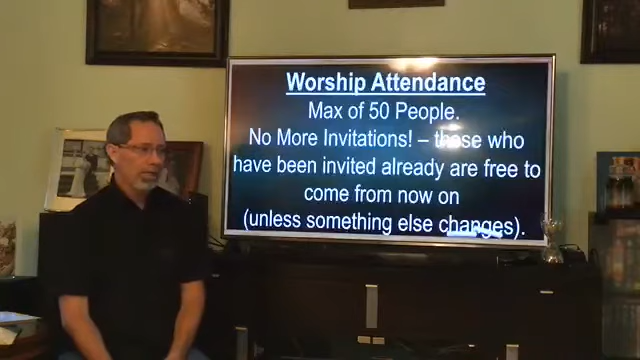 Worship Attendance
Max of 50 People.
No More Invitations! – those who
have been invited already are free to
come from now on
(unless something else changes).